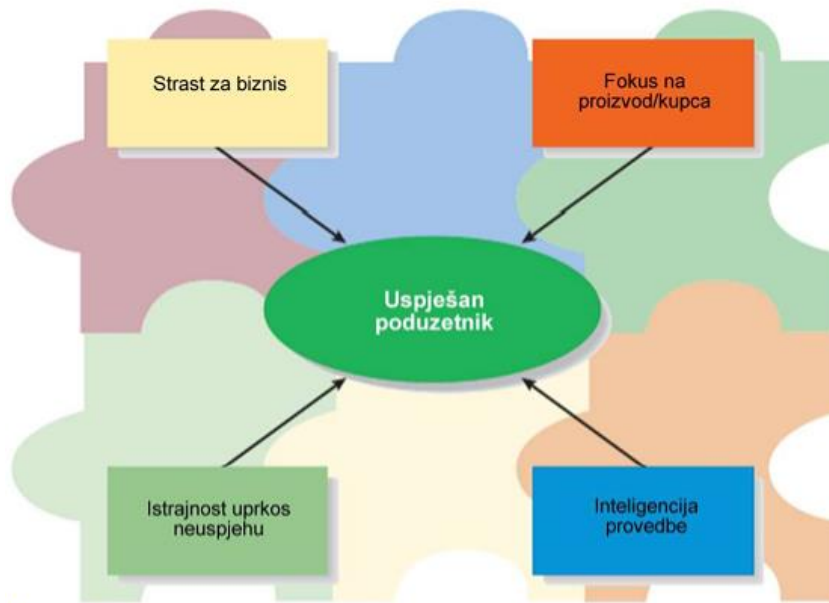 Strast za biznis
Fokus na
proizvod/kupca
Uspješan
poduzetnik
Istrajnost uprkos
neuspjehu
Inteligencija
provedbe